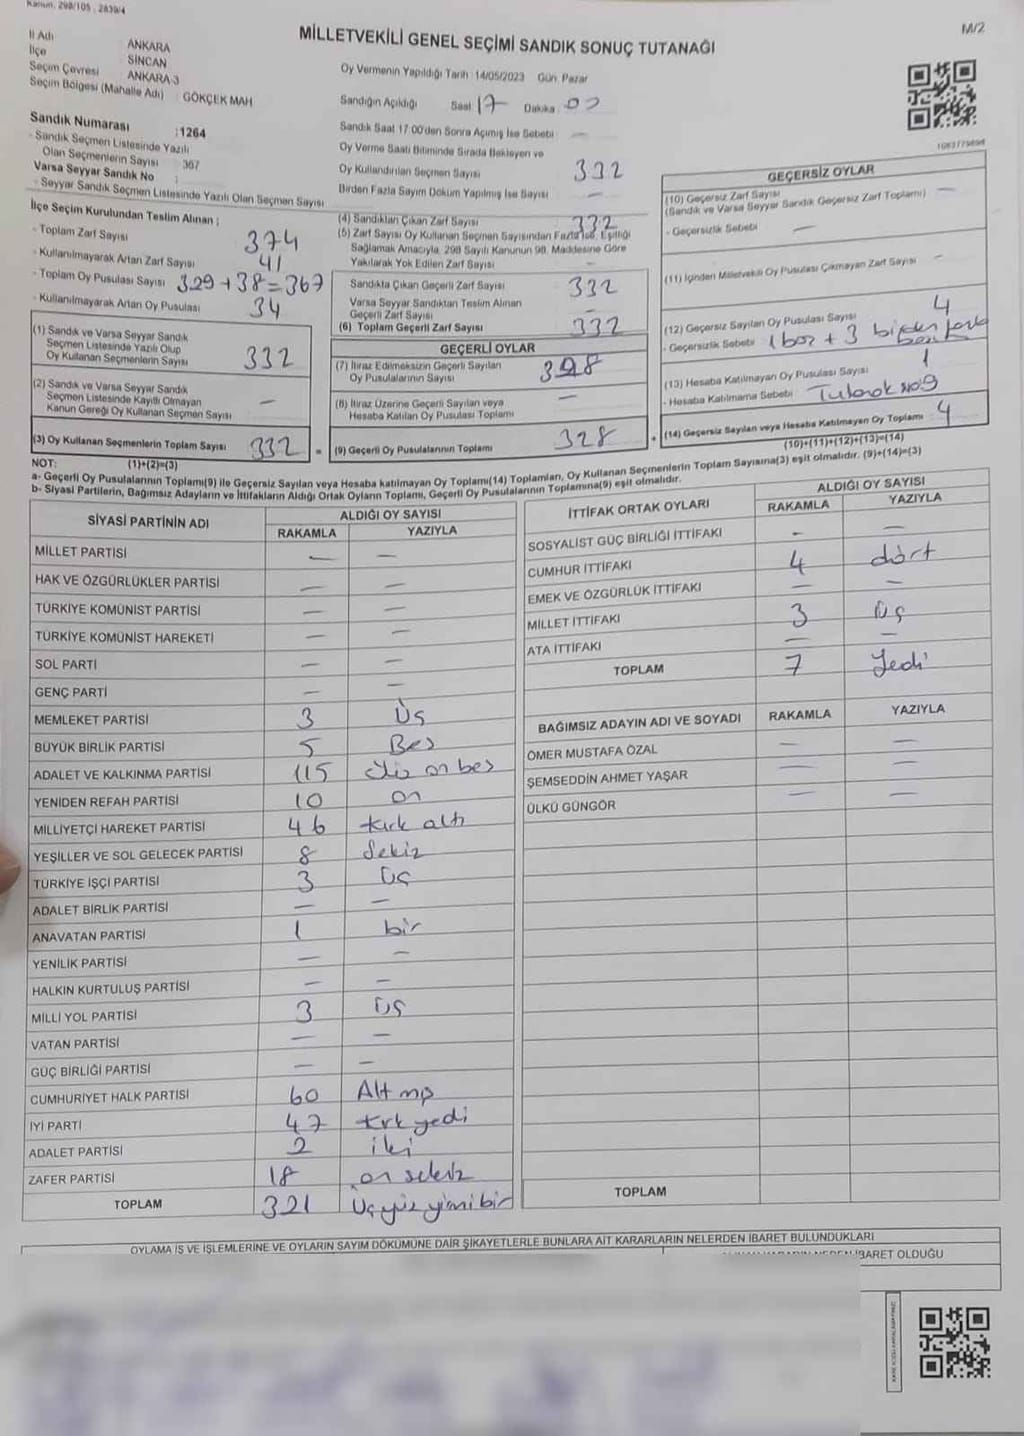 Kanun. 298/105 , 2839/4
M/2
MİLLETVEKİLİ GENEL SEÇİMİ SANDIK SONUÇ TUTANAĞI
İl Adı ANKARA
İlçe SİNCAN
Seçim Çevresi ANKARA-3
Seçim Bölgesi (Mahalle Adı) GÖKÇEK MAH
Oy Vermenin Yapıldığı Tarih :14/05/2023 Gün: Pazar
Sandığın Açıldığı Saat 17 Dakika 00
Sandık Numarası :1264
- Sandık Seçmen Listesinde Yazılı
Olan Seçmenlerin Sayısı : 367
Varsa Seyyar Sandık No :
- Seyyar Sandık Seçmen Listesinde Yazılı Olan Seçmen Sayısı
Sandık Saat 17:00'den Sonra Açılmış İse Sebebi —
Oy Verme Saati Bitiminde Sırada Bekleyen ve
Oy Kullandırılan Seçmen Sayısı 332
Birden Fazla Sayım Döküm Yapılmış İse Sayısı —
İlçe Seçim Kurulundan Teslim Alınan ;
- Toplam Zarf Sayısı 374
- Kullanılmayarak Artan Zarf Sayısı 41
- Toplam Oy Pusulası Sayısı 329+38=367
- Kullanılmayarak Artan Oy Pusulası 34
(1) Sandık ve Varsa Seyyar Sandık
Seçmen Listesinde Yazılı Olup
Oy Kullanan Seçmenlerin Sayısı 332
(2) Sandık ve Varsa Seyyar Sandık
Seçmen Listesinde Kayıtlı Olmayan
Kanun Gereği Oy Kullanan Seçmen Sayısı —
(3) Oy Kullanan Seçmenlerin Toplam Sayısı 332
(1)+(2)=(3)
(4) Sandıktan Çıkan Zarf Sayısı 332
(5) Zarf Sayısı Oy Kullanan Seçmen Sayısından Fazla İse, Eşitliği
Sağlamak Amacıyla, 298 Sayılı Kanunun 98. Maddesine Göre
Yakılarak Yok Edilen Zarf Sayısı —
Sandıkta Çıkan Geçerli Zarf Sayısı 332
Varsa Seyyar Sandıktan Teslim Alınan
Geçerli Zarf Sayısı —
(6) Toplam Geçerli Zarf Sayısı 332
GEÇERLİ OYLAR
(7) İtiraz Edilmeksizin Geçerli Sayılan
Oy Pusulalarının Sayısı 328
(8) İtiraz Üzerine Geçerli Sayılan veya
Hesaba Katılan Oy Pusulası Toplamı —
= (9) Geçerli Oy Pusulalarının Toplamı 328 +
GEÇERSİZ OYLAR
(10) Geçersiz Zarf Sayısı —
(Sandık ve Varsa Seyyar Sandık Geçersiz Zarf Toplamı)
- Geçersizlik Sebebi —
(11) İçinden Milletvekili Oy Pusulası Çıkmayan Zarf Sayısı —
(12) Geçersiz Sayılan Oy Pusulası Sayısı 4
- Geçersizlik Sebebi 1 boş + 3 birden fazla
(13) Hesaba Katılmayan Oy Pusulası Sayısı 1
- Hesaba Katılmama Sebebi Tutanak no9
(14) Geçersiz Sayılan veya Hesaba Katılmayan Oy Toplamı 4
(10)+(11)+(12)+(13)=(14)
NOT:
a- Geçerli Oy Pusulalarının Toplamı(9) ile Geçersiz Sayılan veya Hesaba katılmayan Oy Toplamı(14) Toplamları, Oy Kullanan Seçmenlerin Toplam Sayısına(3) eşit olmalıdır. (9)+(14)=(3)
b- Siyasi Partilerin, Bağımsız Adayların ve İttifakların Aldığı Ortak Oyların Toplamı, Geçerli Oy Pusulalarının Toplamına(9) eşit olmalıdır.
SİYASİ PARTİNİN ADI ALDIĞI OY SAYISI
RAKAMLA YAZIYLA
MİLLET PARTİSİ — —
HAK VE ÖZGÜRLÜKLER PARTİSİ — —
TÜRKİYE KOMÜNİST PARTİSİ — —
TÜRKİYE KOMÜNİST HAREKETİ — —
SOL PARTİ — —
GENÇ PARTİ — —
MEMLEKET PARTİSİ 3 Üç
BÜYÜK BİRLİK PARTİSİ 5 Beş
ADALET VE KALKINMA PARTİSİ 115 yüz on beş
YENİDEN REFAH PARTİSİ 10 on
MİLLİYETÇİ HAREKET PARTİSİ 46 kırk altı
YEŞİLLER VE SOL GELECEK PARTİSİ 8 Sekiz
TÜRKİYE İŞÇİ PARTİSİ 3 Üç
ADALET BİRLİK PARTİSİ — —
ANAVATAN PARTİSİ 1 bir
YENİLİK PARTİSİ — —
HALKIN KURTULUŞ PARTİSİ — —
MİLLİ YOL PARTİSİ 3 Üç
VATAN PARTİSİ — —
GÜÇ BİRLİĞİ PARTİSİ — —
CUMHURİYET HALK PARTİSİ 60 Altmış
İYİ PARTİ 47 kırk yedi
ADALET PARTİSİ 2 iki
ZAFER PARTİSİ 18 on sekiz
TOPLAM 321 Üçyüz yirmi bir
İTTİFAK ORTAK OYLARI ALDIĞI OY SAYISI
RAKAMLA YAZIYLA
SOSYALİST GÜÇ BİRLİĞİ İTTİFAKI — —
CUMHUR İTTİFAKI 4 dört
EMEK VE ÖZGÜRLÜK İTTİFAKI — —
MİLLET İTTİFAKI 3 Üç
ATA İTTİFAKI — —
TOPLAM 7 Yedi
BAĞIMSIZ ADAYIN ADI VE SOYADI RAKAMLA YAZIYLA
ÖMER MUSTAFA ÖZAL — —
ŞEMSEDDİN AHMET YAŞAR — —
ÜLKÜ GÜNGÖR — —
TOPLAM
OYLAMA İŞ VE İŞLEMLERİNE VE OYLARIN SAYIM DÖKÜMÜNE DAİR ŞİKAYETLERLE BUNLARA AİT KARARLARIN NELERDEN İBARET BULUNDUKLARI
İBARET OLDUĞU